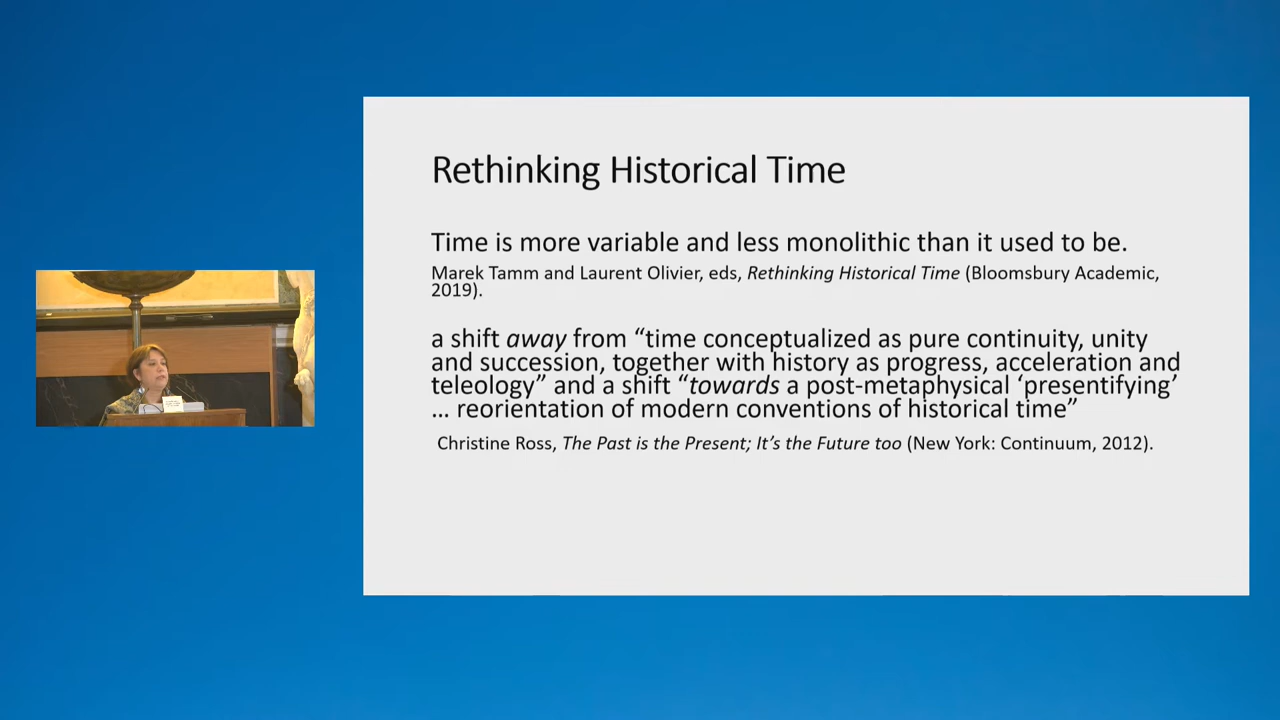 Rethinking Historical Time
Time is more variable and less monolithic than it used to be.
Marek Tamm and Laurent Olivier, eds, Rethinking Historical Time (Bloomsbury Academic,
2019).
a shift away from “time conceptualized as pure continuity, unity
and succession, together with history as progress, acceleration and
teleology” and a shift “towards a post-metaphysical ‘presentifying’
... reorientation of modern conventions of historical time”
Christine Ross, The Past is the Present; It’s the Future too (New York: Continuum, 2012).